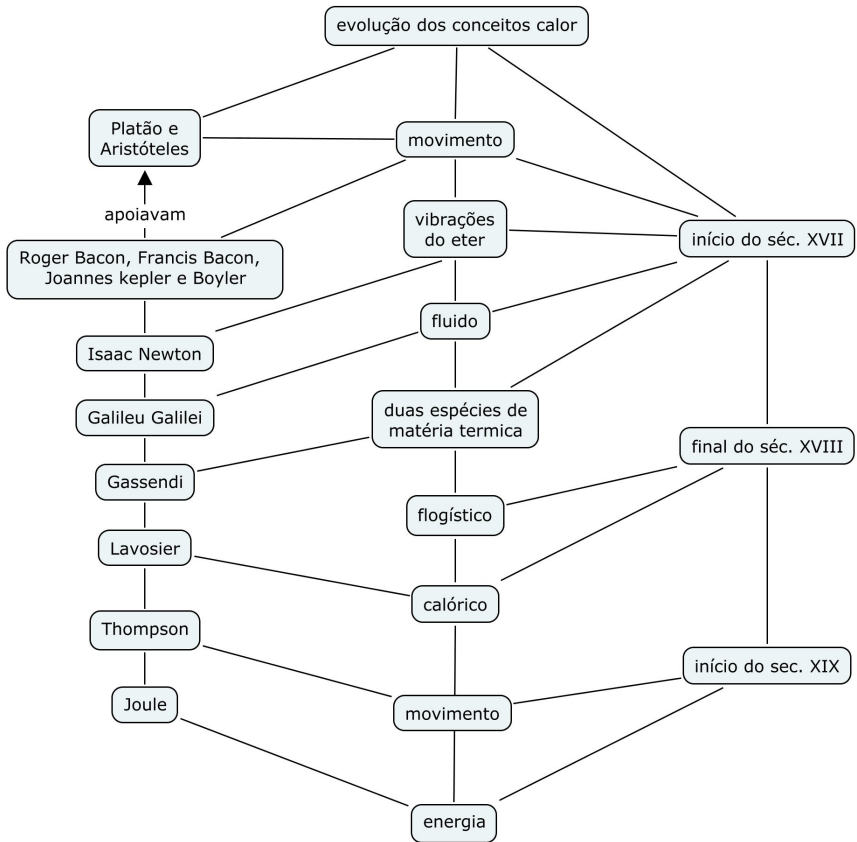 evolução dos conceitos calor
Platão e
Aristóteles
movimento
apoiavam
vibrações
do eter
início do séc. XVII
Roger Bacon, Francis Bacon,
Joannes kepler e Boyler
fluido
Isaac Newton
Galileu Galilei
duas espécies de
matéria termica
final do séc. XVIII
Gassendi
flogístico
Lavosier
calórico
Thompson
início do sec. XIX
Joule
movimento
energia